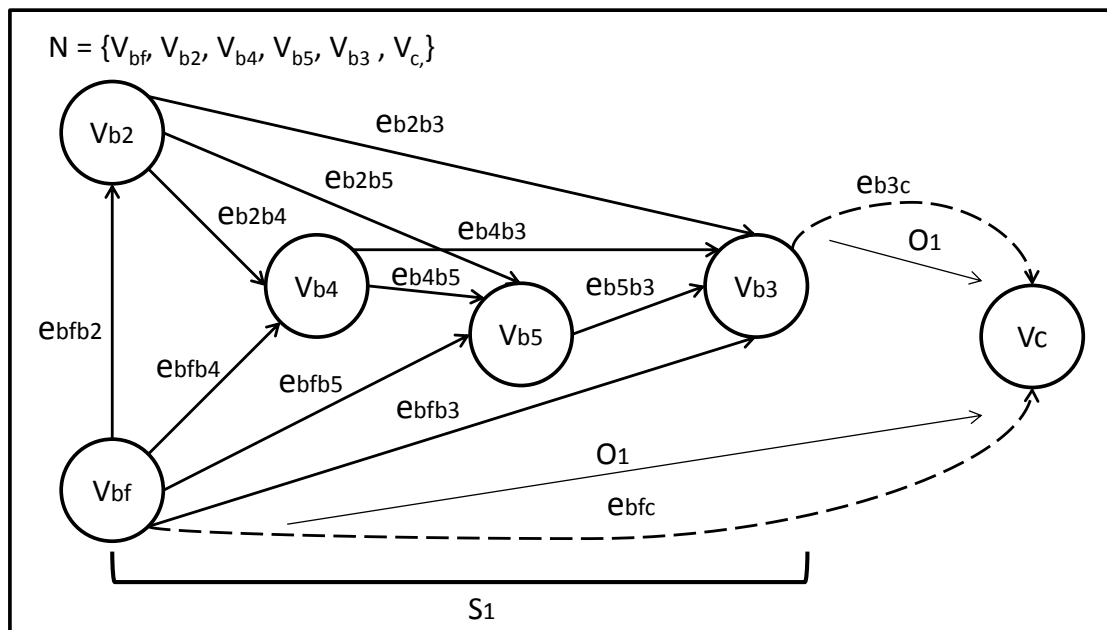 N = {Vbf, Vb2, Vb4, Vb5, Vb3 , Vc,}
Vb2
eb2b3
eb2b5
eb3c
eb2b4
eb4b3
O1
Vb4
eb4b5
eb5b3
Vb3
ebfb2
Vb5
Vc
ebfb4
ebfb5
ebfb3
O1
Vbf
ebfc
S1